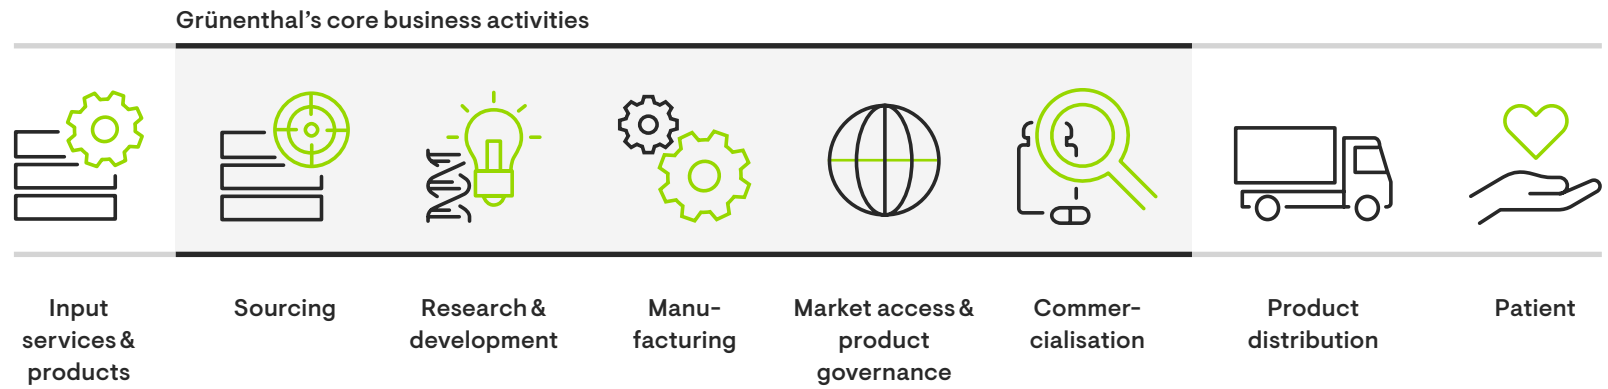 Grünenthal’s core business activities
Input
services &
products
Sourcing
Research &
development
Manu-
facturing
Market access &
product
governance
Commer-
cialisation
Product
distribution
Patient